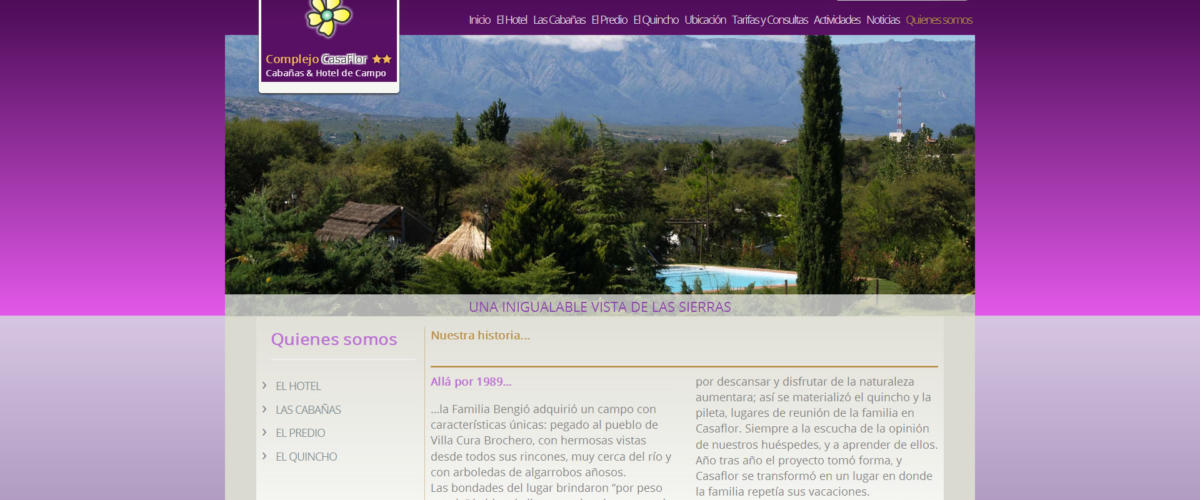 Inicio El Hotel Las Cabañas El Predio El Quincho Ubicación Tarifas y Consultas Actividades Noticias Quienes somos
Complejo CasaFlor
Cabañas & Hotel de Campo
UNA INIGUALABLE VISTA DE LAS SIERRAS
Quienes somos
EL HOTEL
LAS CABAÑAS
EL PREDIO
EL QUINCHO
Nuestra historia...
Allá por 1989...
...la Familia Bengió adquirió un campo con
características únicas: pegado al pueblo de
Villa Cura Brochero, con hermosas vistas
desde todos sus rincones, muy cerca del río y
con arboledas de algarrobos añosos.
Las bondades del lugar brindaron "por peso
por descansar y disfrutar de la naturaleza
aumentara; así se materializó el quincho y la
pileta, lugares de reunión de la familia en
Casaflor. Siempre a la escucha de la opinión
de nuestros huéspedes, y a aprender de ellos.
Año tras año el proyecto tomó forma, y
Casaflor se transformó en un lugar en donde
la familia repetía sus vacaciones.